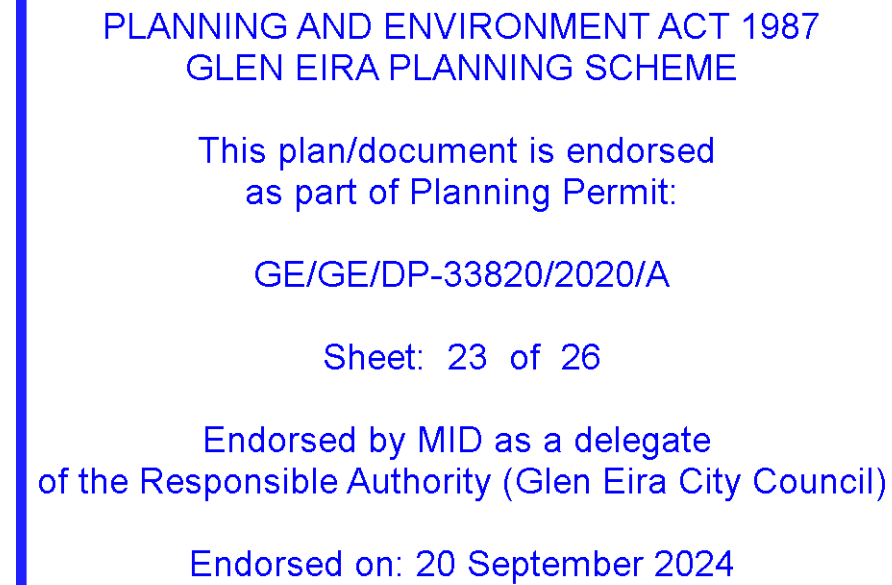 PLANNING AND ENVIRONMENT ACT 1987
GLEN EIRA PLANNING SCHEME
This plan/document is endorsed
as part of Planning Permit:
GE/GE/DP-33820/2020/A
Sheet: 23 of 26
Endorsed by MID as a delegate
of the Responsible Authority (Glen Eira City Council)
Endorsed on: 20 September 2024